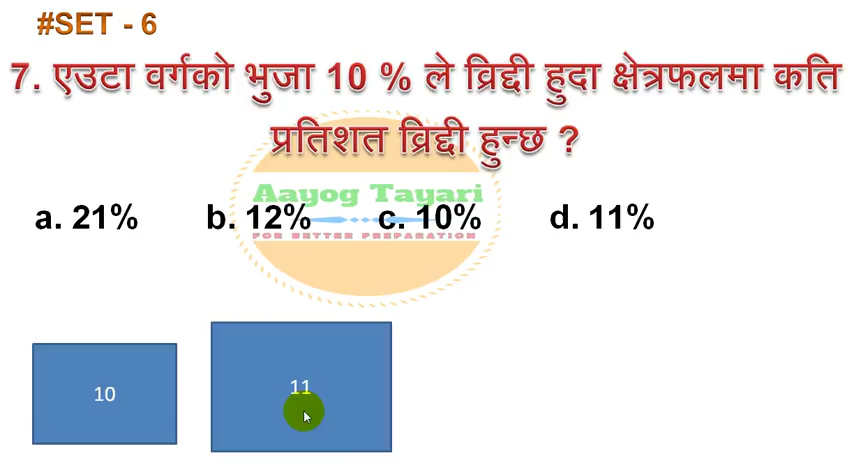 #SET - 6
7. एउटा वर्गको भुजा 10 % ले व्रिद्दी हुदा क्षेत्रफलमा कति
प्रतिशत व्रिद्दी हुन्छ ?
Aayog Tayari
a. 21% b. 12% c. 10% d. 11%
FOR BETTER PREPARATION
10
11